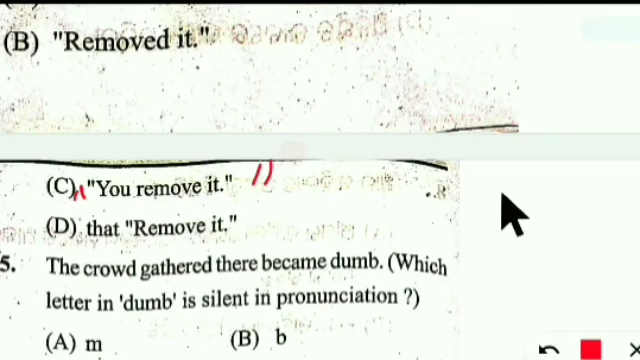 (B) "Removed it."
(C) "You remove it."
(D) that "Remove it."
5. The crowd gathered there became dumb. (Which
letter in 'dumb' is silent in pronunciation ?)
(A) m (B) b